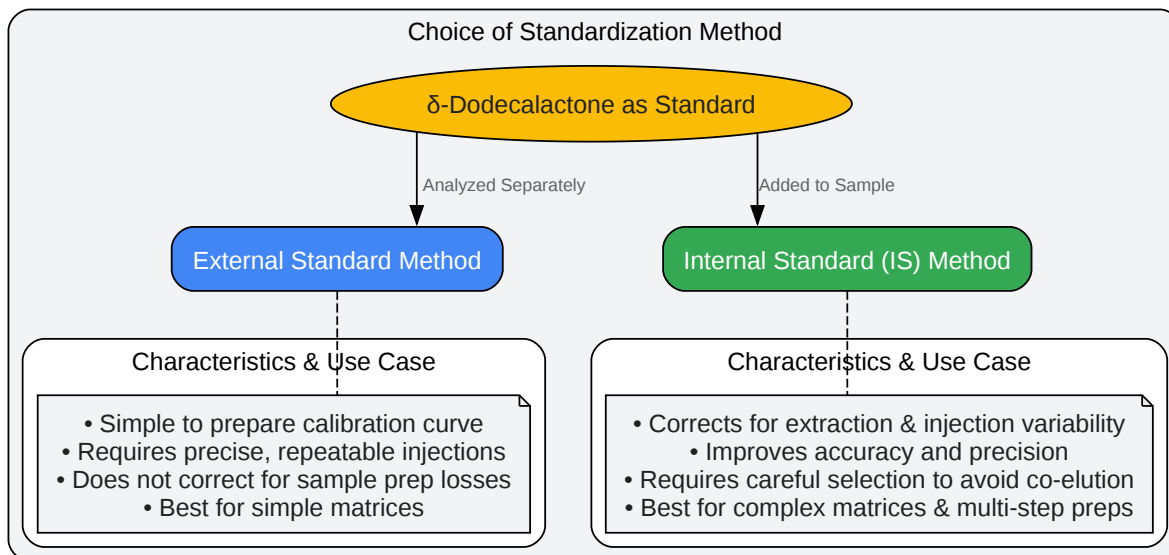 Choice of Standardization Method
δ-Dodecalactone as Standard
Analyzed Separately
Added to Sample
External Standard Method
Internal Standard (IS) Method
Characteristics & Use Case
• Simple to prepare calibration curve
• Requires precise, repeatable injections
• Does not correct for sample prep losses
• Best for simple matrices
Characteristics & Use Case
• Corrects for extraction & injection variability
• Improves accuracy and precision
• Requires careful selection to avoid co-elution
• Best for complex matrices & multi-step preps